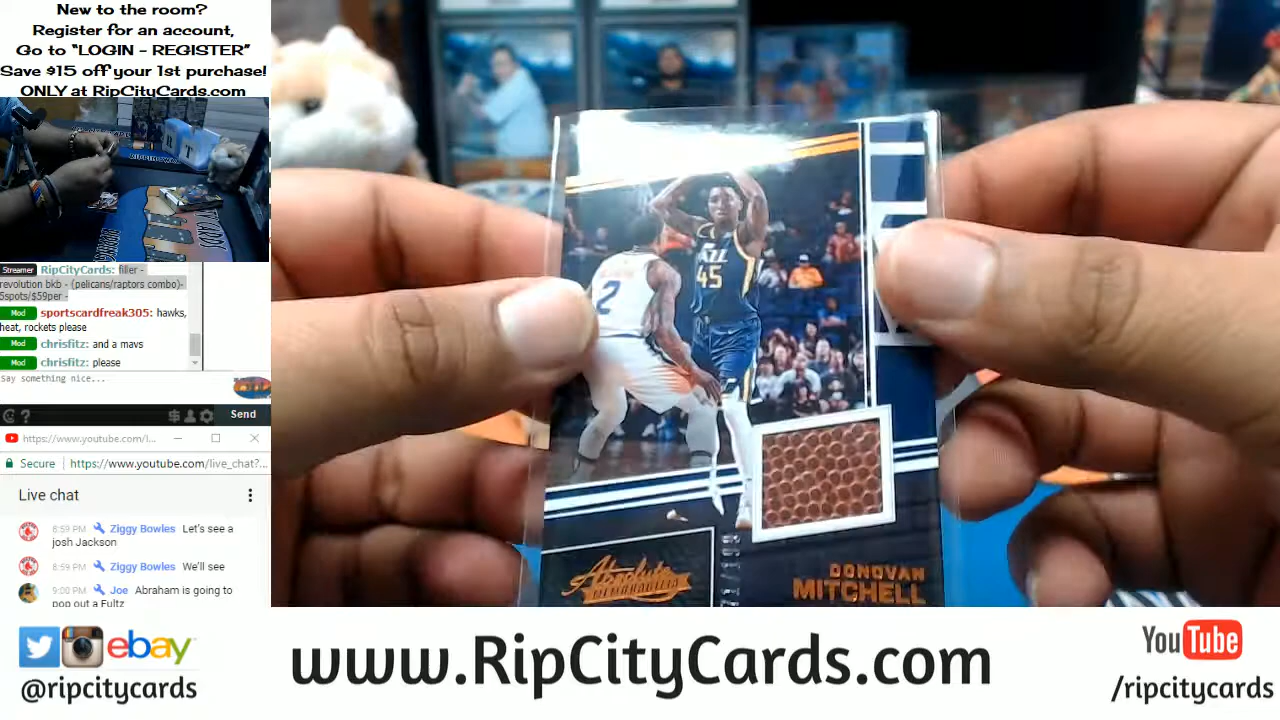 New to the room?
Register for an account,
Go to “LOGIN - REGISTER”
Save $15 off your 1st purchase!
ONLY at RipCityCards.com
Streamer RipCityCards: filler -
revolution bkb - (pelicans/raptors combo)-
5spots/$59per -
Mod sportscardfreak305: hawks,
heat, rockets please
Mod chrisfitz: and a mavs
Mod chrisfitz: please
Say something nice...
Send
https://www.youtube.com/l...
Secure https://www.youtube.com/live_chat?...
Live chat
8:59 PM Ziggy Bowles Let's see a
josh Jackson
8:59 PM Ziggy Bowles We'll see
9:00 PM Joe Abraham is going to
pop out a Fultz
2
JAZZ
45
Absolute
MEMORABILIA
DONOVAN
MITCHELL
ebay
@ripcitycards
www.RipCityCards.com
YouTube
/ripcitycards